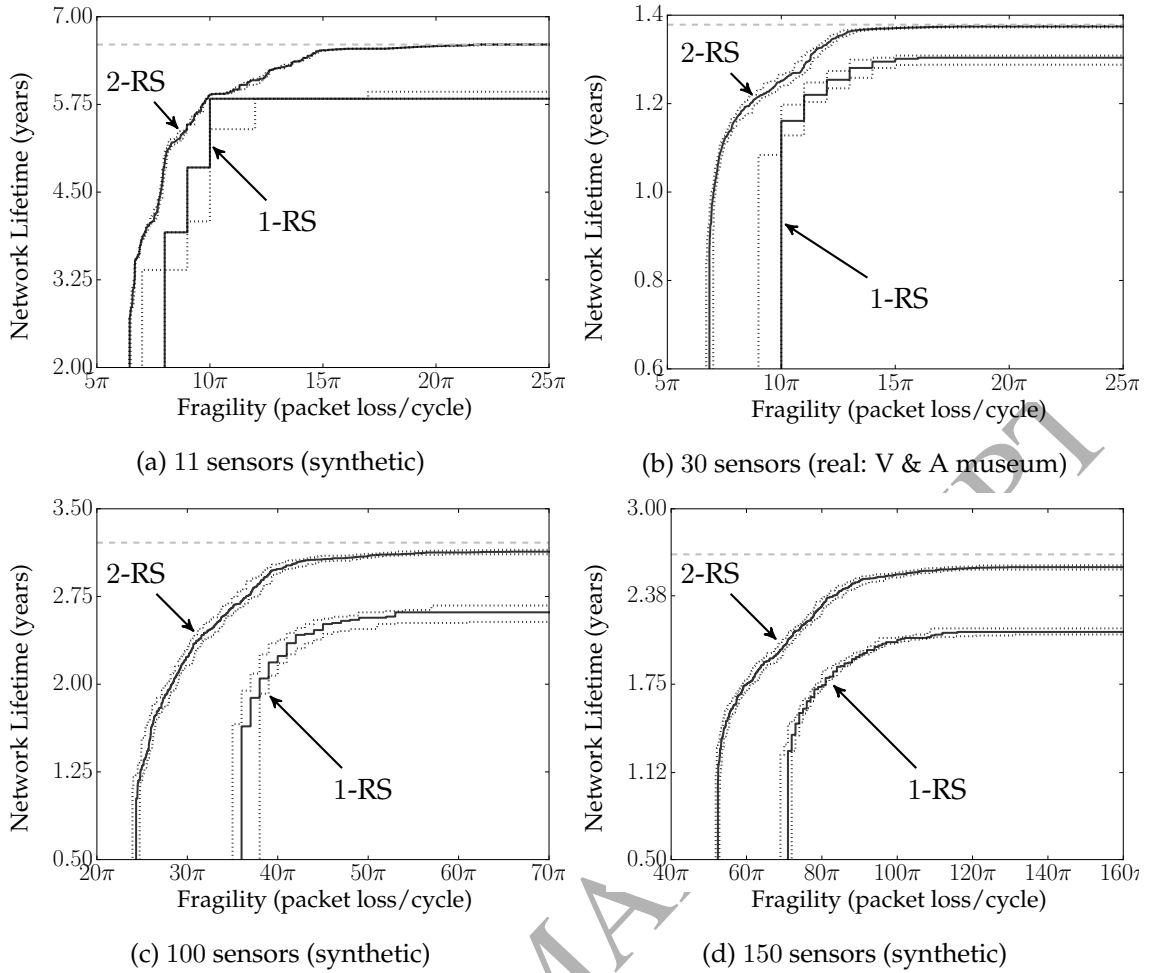 7.00
5.75
4.50
3.25
2.00
Network Lifetime (years)
2-RS
1-RS
5π 10π 15π 20π 25π
Fragility (packet loss/cycle)
(a) 11 sensors (synthetic)
1.4
1.2
1.0
0.8
0.6
Network Lifetime (years)
2-RS
1-RS
5π 10π 15π 20π 25π
Fragility (packet loss/cycle)
(b) 30 sensors (real: V & A museum)
3.50
2.75
2.00
1.25
0.50
Network Lifetime (years)
2-RS
1-RS
20π 30π 40π 50π 60π 70π
Fragility (packet loss/cycle)
(c) 100 sensors (synthetic)
3.00
2.38
1.75
1.12
0.50
Network Lifetime (years)
2-RS
1-RS
40π 60π 80π 100π 120π 140π 160π
Fragility (packet loss/cycle)
(d) 150 sensors (synthetic)